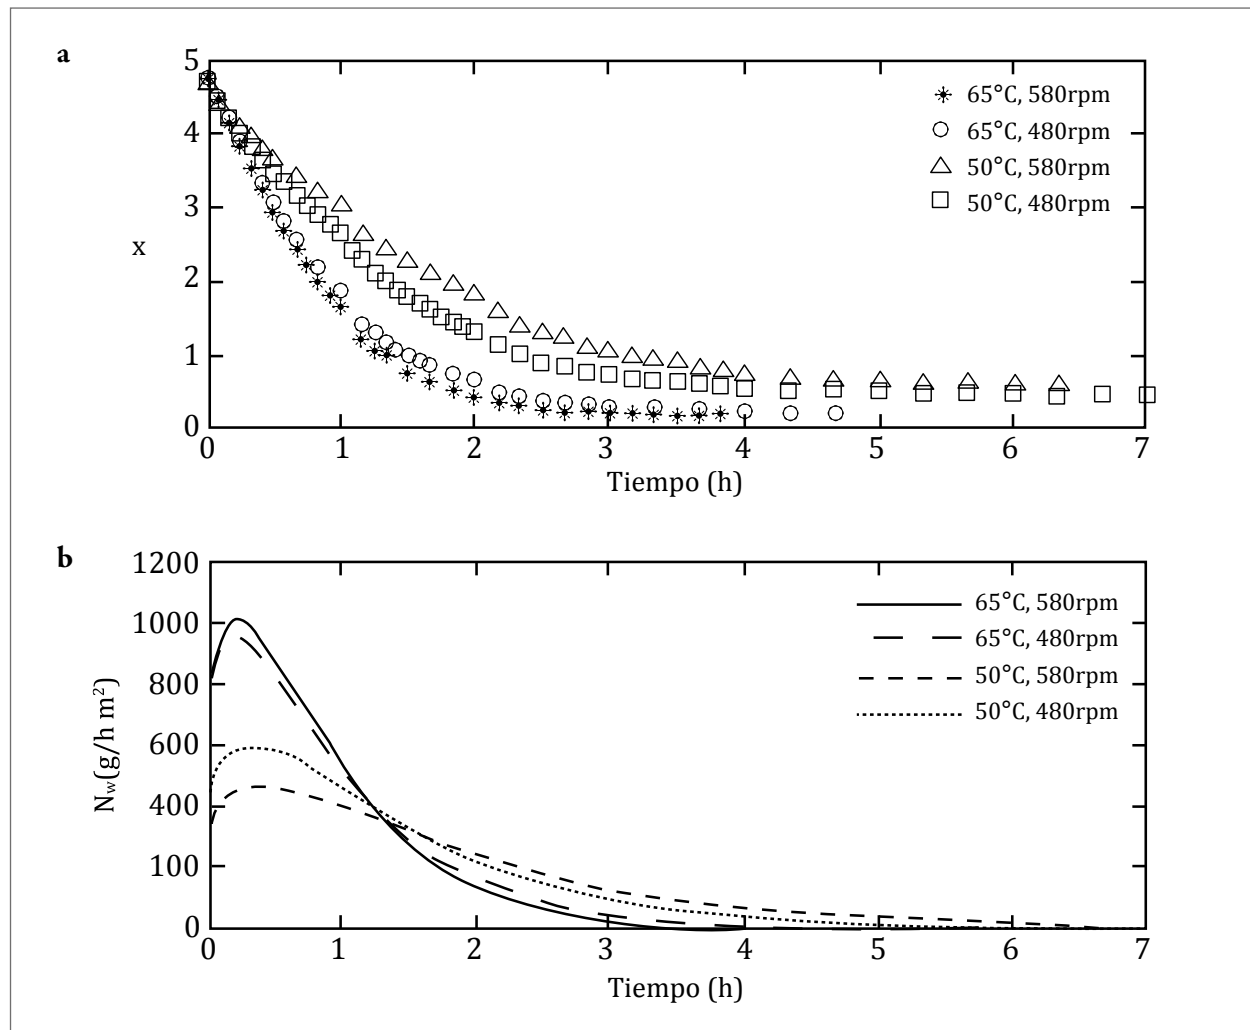 a
5
4
3
2
1
0
x
65°C, 580rpm
65°C, 480rpm
50°C, 580rpm
50°C, 480rpm
0 1 2 3 4 5 6 7
Tiempo (h)
b
1200
1000
800
600
400
100
0
Nw(g/h m²)
65°C, 580rpm
65°C, 480rpm
50°C, 580rpm
50°C, 480rpm
0 1 2 3 4 5 6 7
Tiempo (h)